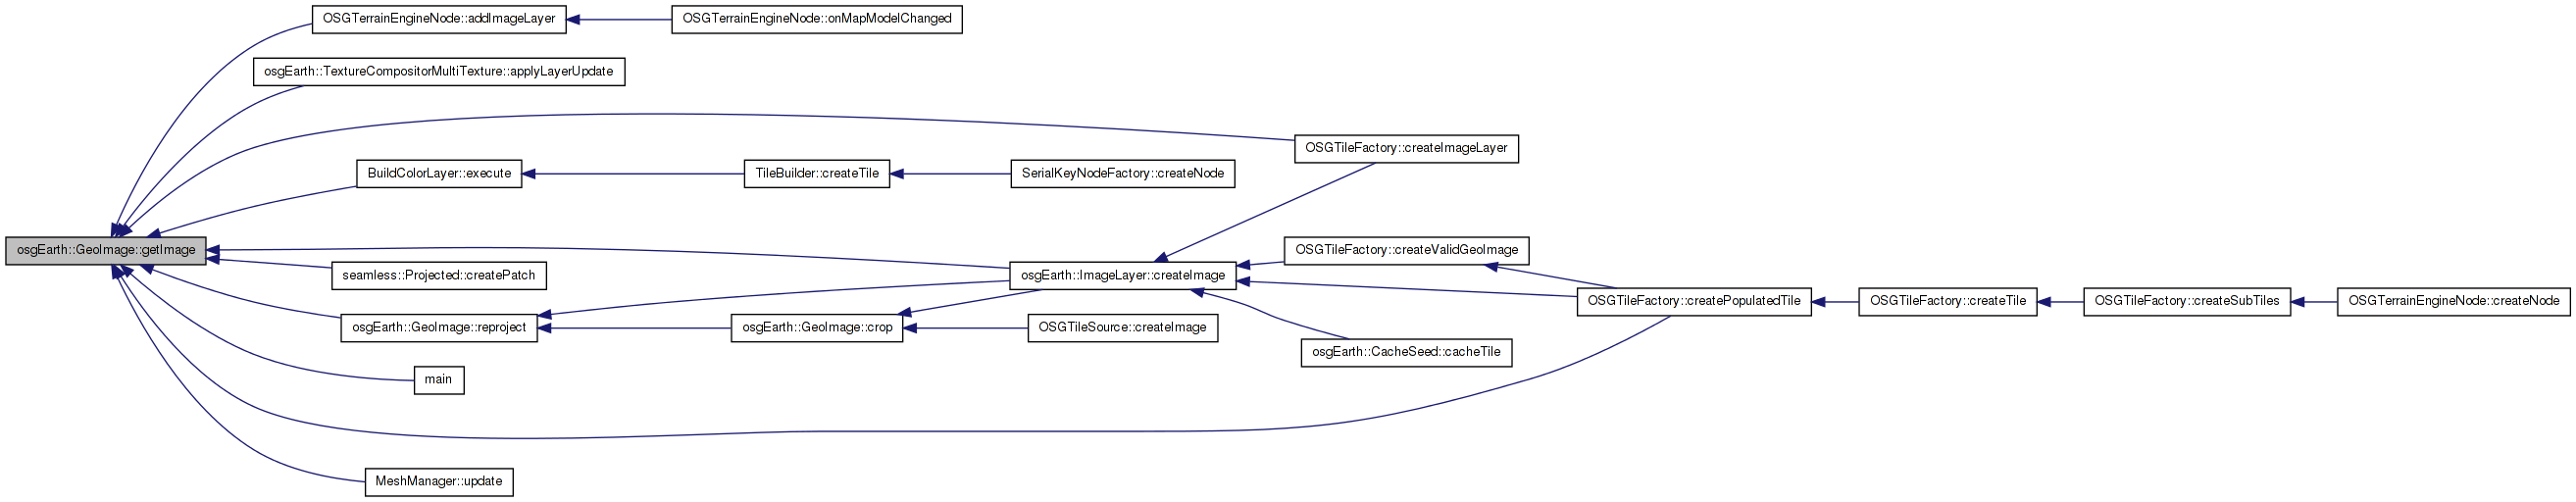 OSGTerrainEngineNode::addImageLayer
OSGTerrainEngineNode::onMapModelChanged
osgEarth::TextureCompositorMultiTexture::applyLayerUpdate
OSGTileFactory::createImageLayer
BuildColorLayer::execute
TileBuilder::createTile
SerialKeyNodeFactory::createNode
osgEarth::GeoImage::getImage
OSGTileFactory::createValidGeoImage
seamless::Projected::createPatch
osgEarth::ImageLayer::createImage
OSGTileFactory::createPopulatedTile
OSGTileFactory::createTile
OSGTileFactory::createSubTiles
OSGTerrainEngineNode::createNode
osgEarth::GeoImage::reproject
osgEarth::GeoImage::crop
OSGTileSource::createImage
osgEarth::CacheSeed::cacheTile
main
MeshManager::update